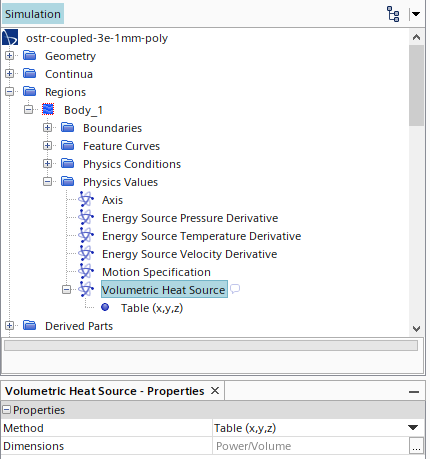 Simulation
ostr-coupled-3e-1mm-poly
Geometry
Continua
Regions
Body_1
Boundaries
Feature Curves
Physics Conditions
Physics Values
Axis
Energy Source Pressure Derivative
Energy Source Temperature Derivative
Energy Source Velocity Derivative
Motion Specification
Volumetric Heat Source
Table (x,y,z)
Derived Parts
Volumetric Heat Source - Properties
Properties
Method Table (x,y,z)
Dimensions Power/Volume ...